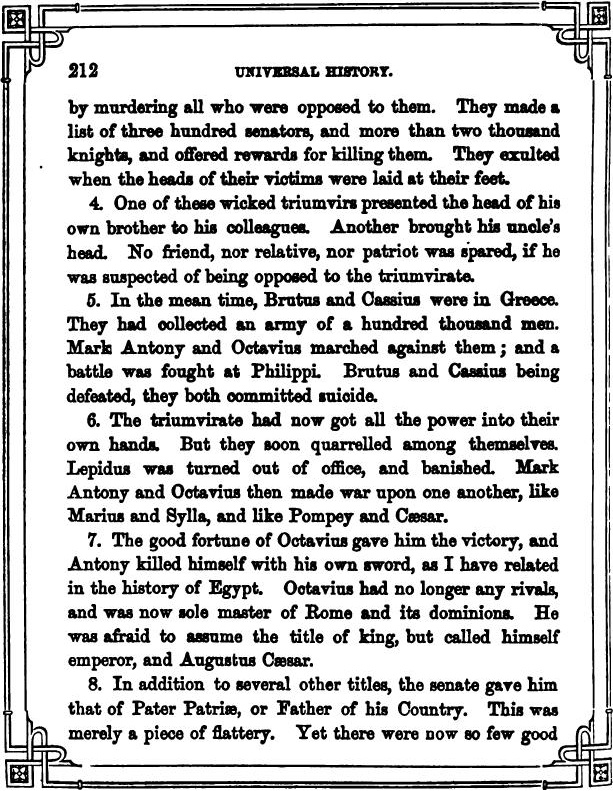 212 UNIVERSAL HISTORY.
by murdering all who were opposed to them. They made a
list of three hundred senators, and more than two thousand
knights, and offered rewards for killing them. They exulted
when the heads of their victims were laid at their feet.
4. One of these wicked triumvirs presented the head of his
own brother to his colleagues. Another brought his uncle's
head. No friend, nor relative, nor patriot was spared, if he
was suspected of being opposed to the triumvirate.
5. In the mean time, Brutus and Cassius were in Greece.
They had collected an army of a hundred thousand men.
Mark Antony and Octavius marched against them; and a
battle was fought at Philippi. Brutus and Cassius being
defeated, they both committed suicide.
6. The triumvirate had now got all the power into their
own hands. But they soon quarrelled among themselves.
Lepidus was turned out of office, and banished. Mark
Antony and Octavius then made war upon one another, like
Marius and Sylla, and like Pompey and Cæsar.
7. The good fortune of Octavius gave him the victory, and
Antony killed himself with his own sword, as I have related
in the history of Egypt. Octavius had no longer any rivals,
and was now sole master of Rome and its dominions. He
was afraid to assume the title of king, but called himself
emperor, and Augustus Cæsar.
8. In addition to several other titles, the senate gave him
that of Pater Patriæ, or Father of his Country. This was
merely a piece of flattery. Yet there were now so few good